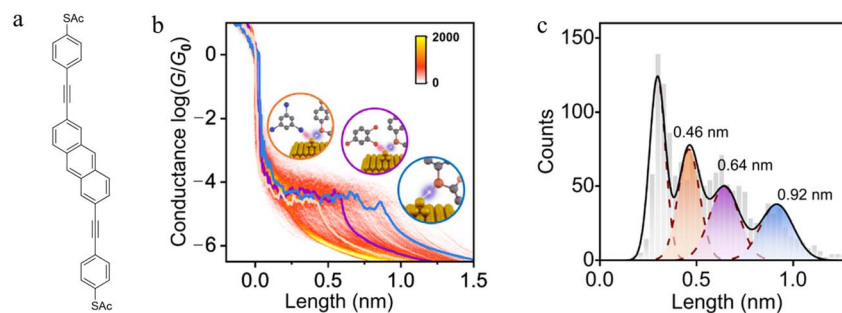 a
SAc
SAc
b
Conductance log(G/G₀)
0
−2
−4
−6
2000
0
0.0 0.5 1.0 1.5
Length (nm)
c
Counts
150
100
50
0
0.46 nm
0.64 nm
0.92 nm
0.0 0.5 1.0
Length (nm)